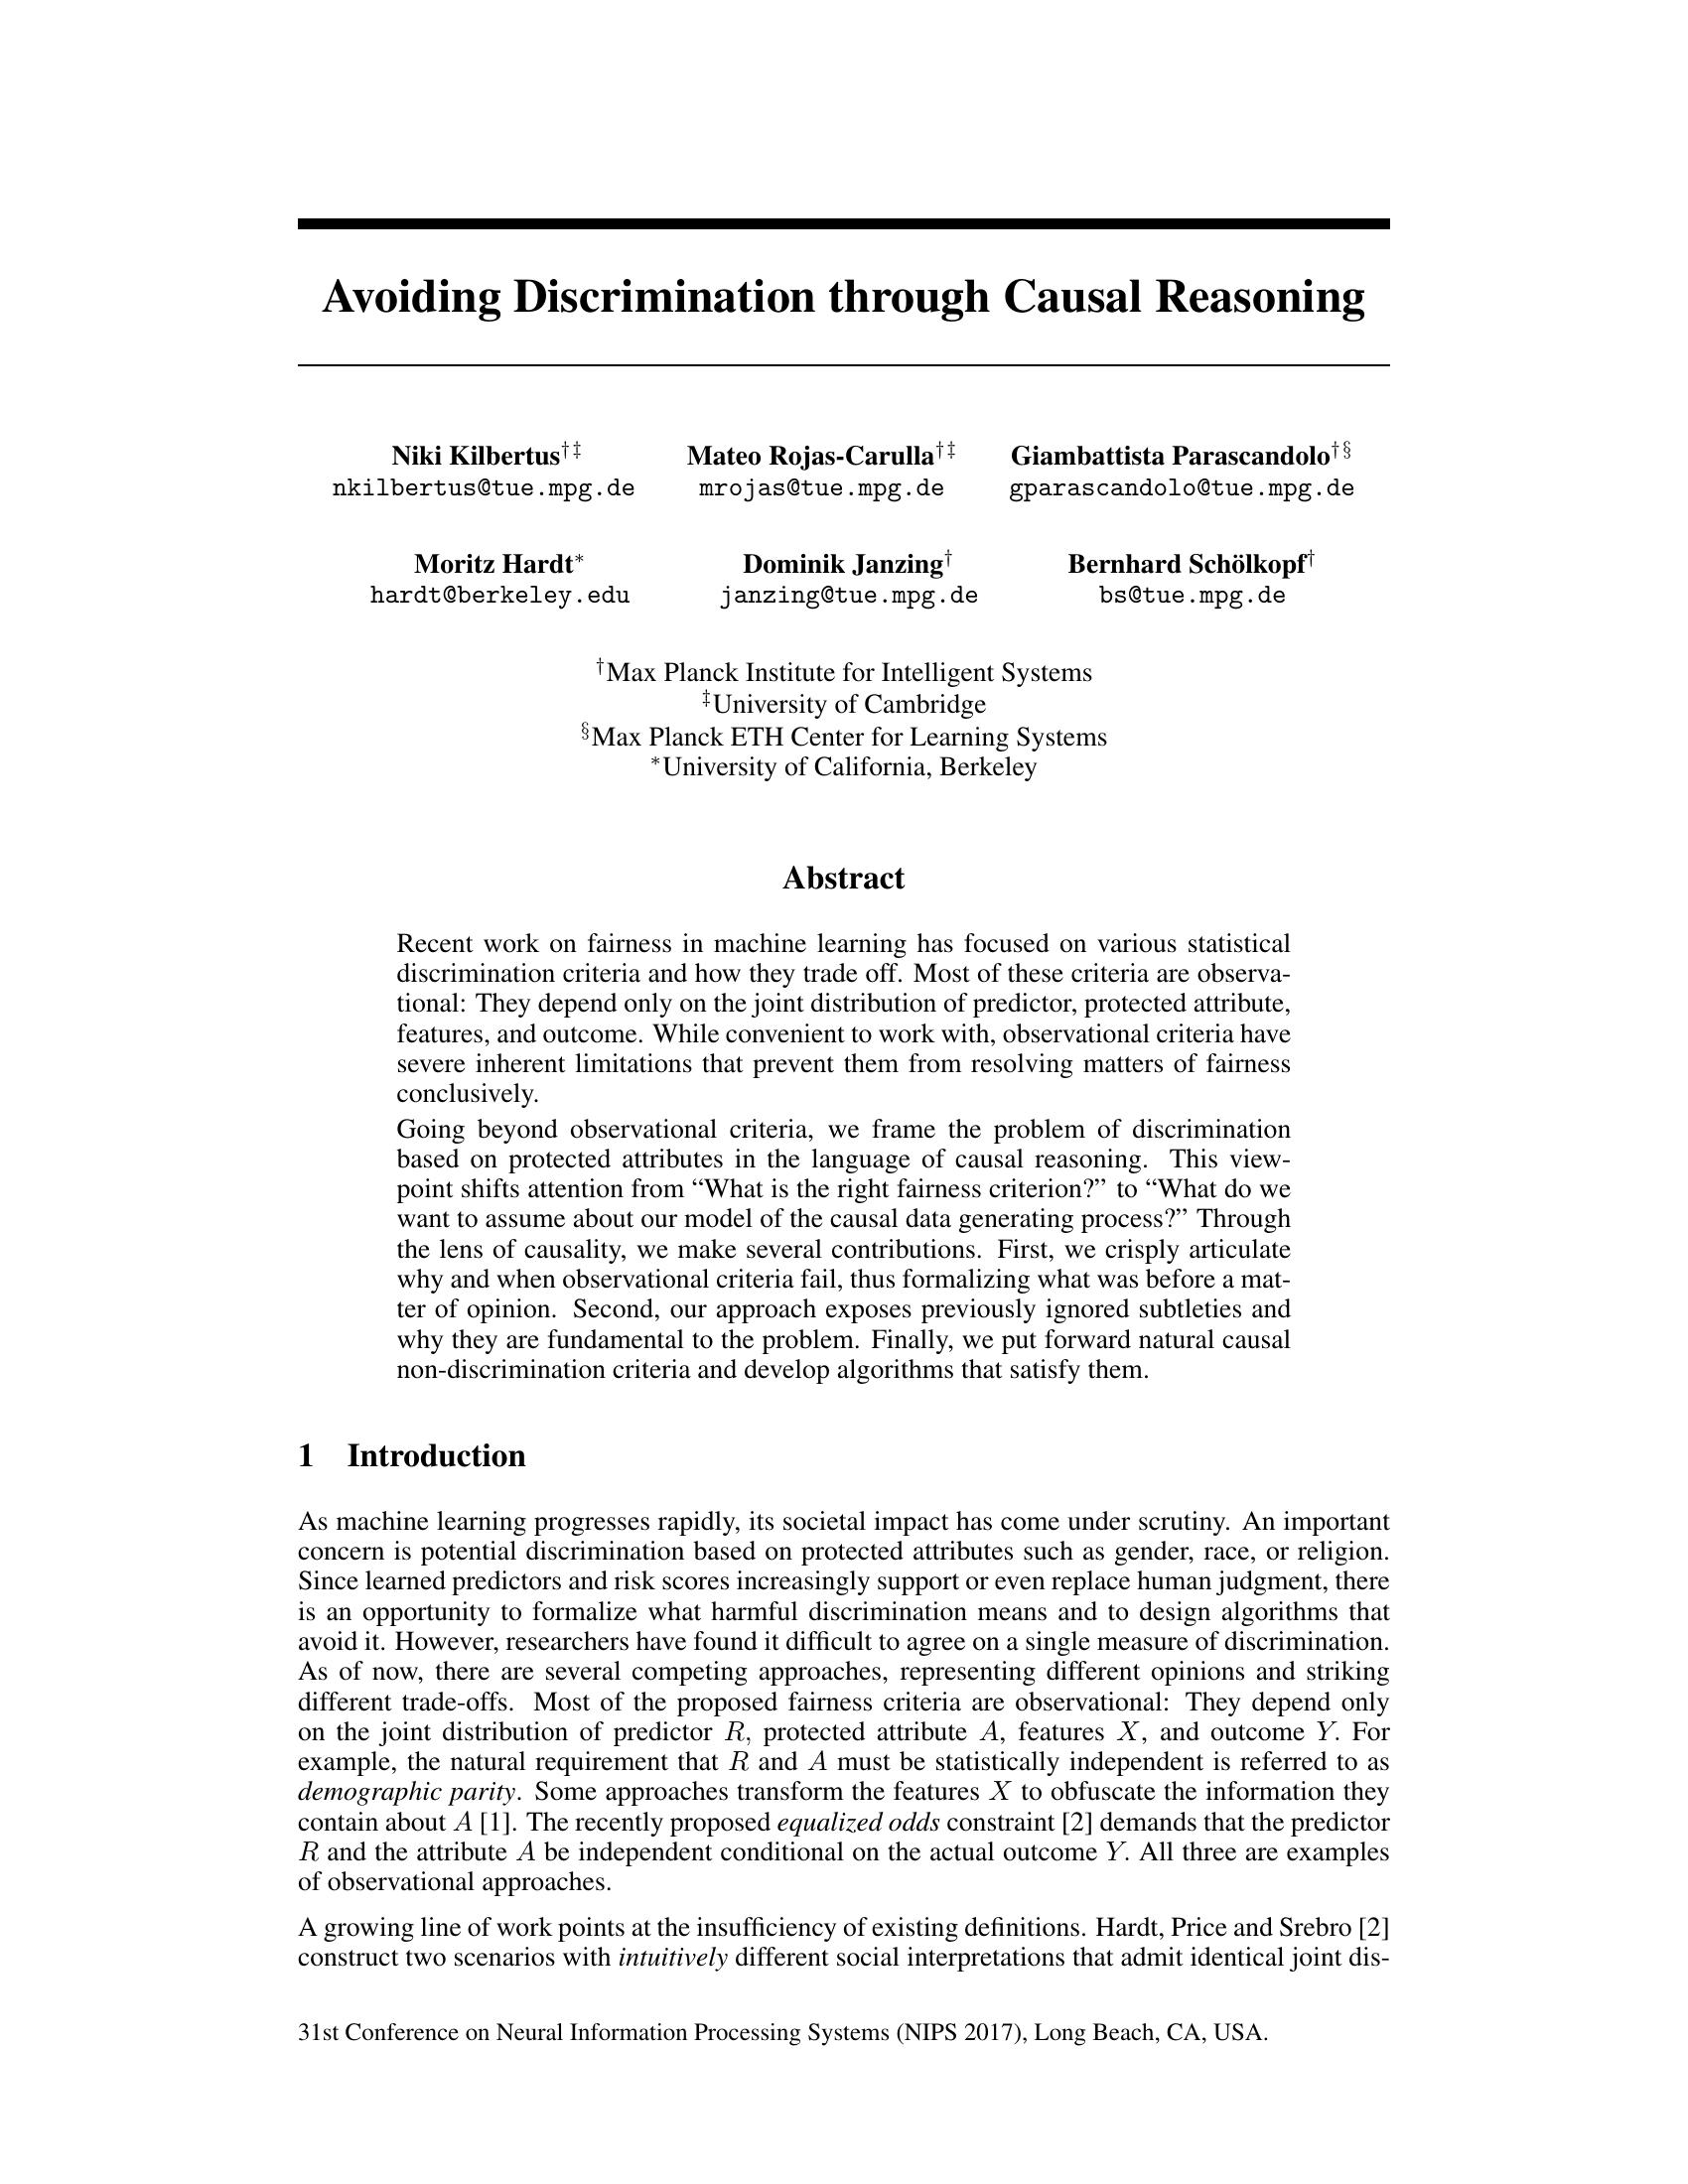 Avoiding Discrimination through Causal Reasoning
Niki Kilbertus†‡ Mateo Rojas-Carulla†‡ Giambattista Parascandolo†§
nkilbertus@tue.mpg.de mrojas@tue.mpg.de gparascandolo@tue.mpg.de
Moritz Hardt* Dominik Janzing† Bernhard Schölkopf†
hardt@berkeley.edu janzing@tue.mpg.de bs@tue.mpg.de
†Max Planck Institute for Intelligent Systems
‡University of Cambridge
§Max Planck ETH Center for Learning Systems
*University of California, Berkeley
Abstract
Recent work on fairness in machine learning has focused on various statistical
discrimination criteria and how they trade off. Most of these criteria are observa-
tional: They depend only on the joint distribution of predictor, protected attribute,
features, and outcome. While convenient to work with, observational criteria have
severe inherent limitations that prevent them from resolving matters of fairness
conclusively.
Going beyond observational criteria, we frame the problem of discrimination
based on protected attributes in the language of causal reasoning. This view-
point shifts attention from “What is the right fairness criterion?” to “What do we
want to assume about our model of the causal data generating process?” Through
the lens of causality, we make several contributions. First, we crisply articulate
why and when observational criteria fail, thus formalizing what was before a mat-
ter of opinion. Second, our approach exposes previously ignored subtleties and
why they are fundamental to the problem. Finally, we put forward natural causal
non-discrimination criteria and develop algorithms that satisfy them.
1 Introduction
As machine learning progresses rapidly, its societal impact has come under scrutiny. An important
concern is potential discrimination based on protected attributes such as gender, race, or religion.
Since learned predictors and risk scores increasingly support or even replace human judgment, there
is an opportunity to formalize what harmful discrimination means and to design algorithms that
avoid it. However, researchers have found it difficult to agree on a single measure of discrimination.
As of now, there are several competing approaches, representing different opinions and striking
different trade-offs. Most of the proposed fairness criteria are observational: They depend only
on the joint distribution of predictor R, protected attribute A, features X, and outcome Y. For
example, the natural requirement that R and A must be statistically independent is referred to as
demographic parity. Some approaches transform the features X to obfuscate the information they
contain about A [1]. The recently proposed equalized odds constraint [2] demands that the predictor
R and the attribute A be independent conditional on the actual outcome Y. All three are examples
of observational approaches.
A growing line of work points at the insufficiency of existing definitions. Hardt, Price and Srebro [2]
construct two scenarios with intuitively different social interpretations that admit identical joint dis-
31st Conference on Neural Information Processing Systems (NIPS 2017), Long Beach, CA, USA.